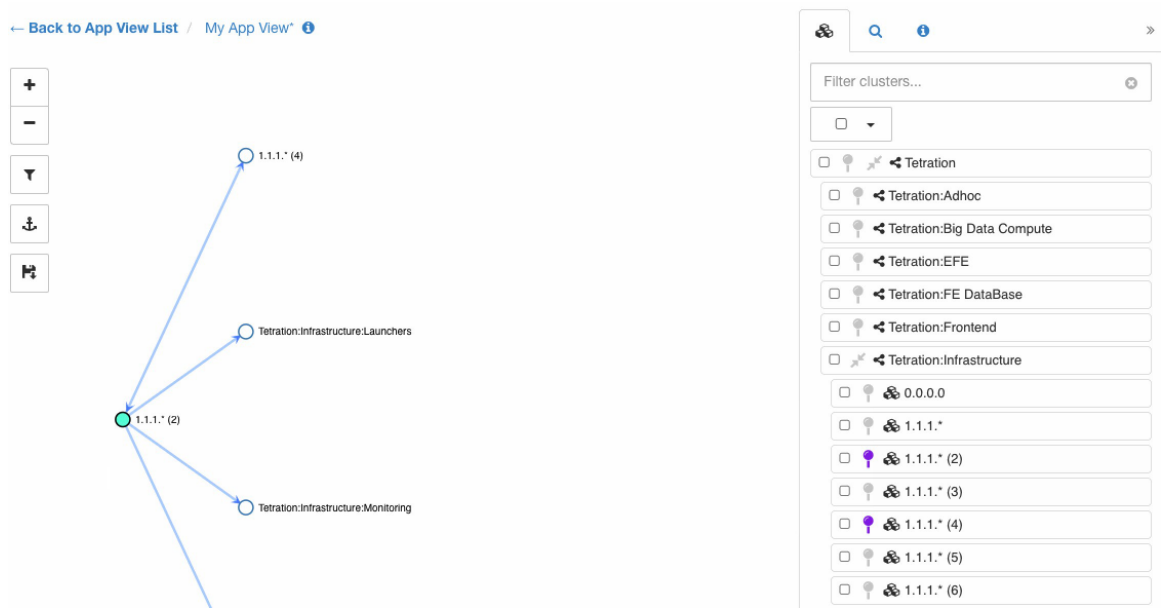 ← Back to App View List / My App View*
Filter clusters...
1.1.1.* (4)
Tetration:Infrastructure:Launchers
1.1.1.* (2)
Tetration:Infrastructure:Monitoring
Tetration
Tetration:Adhoc
Tetration:Big Data Compute
Tetration:EFE
Tetration:FE DataBase
Tetration:Frontend
Tetration:Infrastructure
0.0.0.0
1.1.1.*
1.1.1.* (2)
1.1.1.* (3)
1.1.1.* (4)
1.1.1.* (5)
1.1.1.* (6)